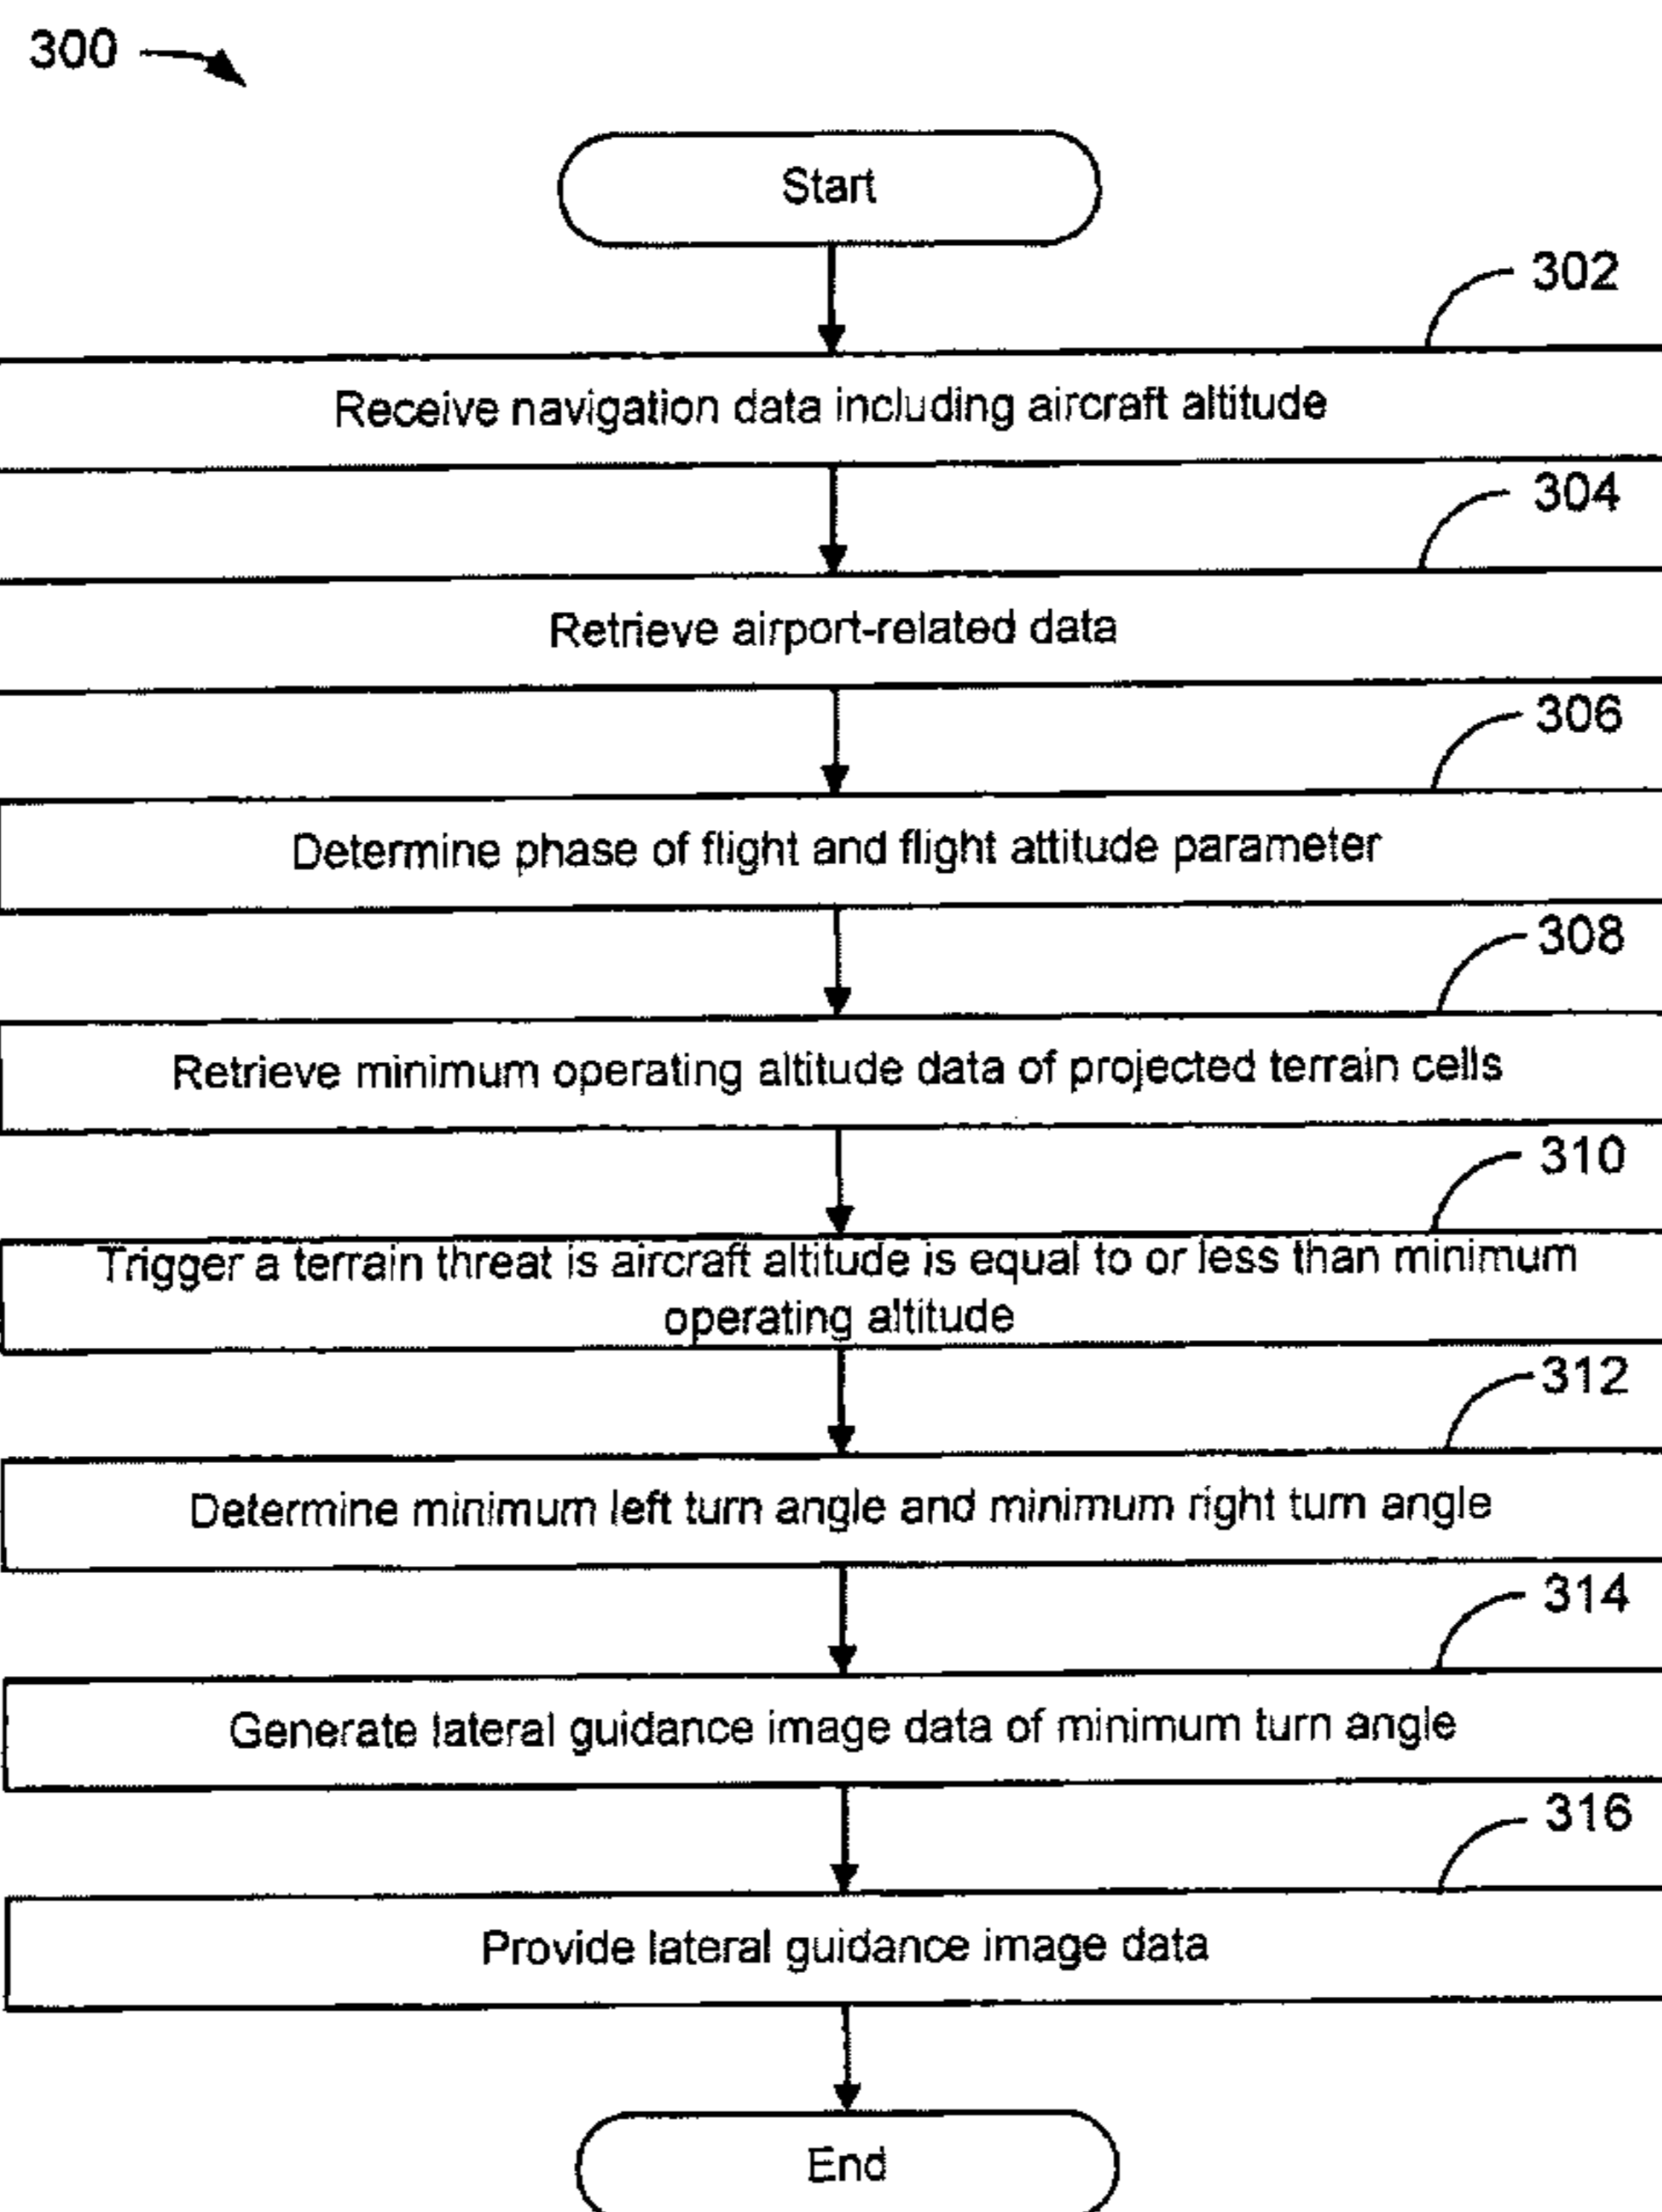 300
Start
302
Receive navigation data including aircraft altitude
304
Retrieve airport-related data
306
Determine phase of flight and flight attitude parameter
308
Retrieve minimum operating altitude data of projected terrain cells
310
Trigger a terrain threat is aircraft altitude is equal to or less than minimum
operating altitude
312
Determine minimum left turn angle and minimum right turn angle
314
Generate lateral guidance image data of minimum turn angle
316
Provide lateral guidance image data
End